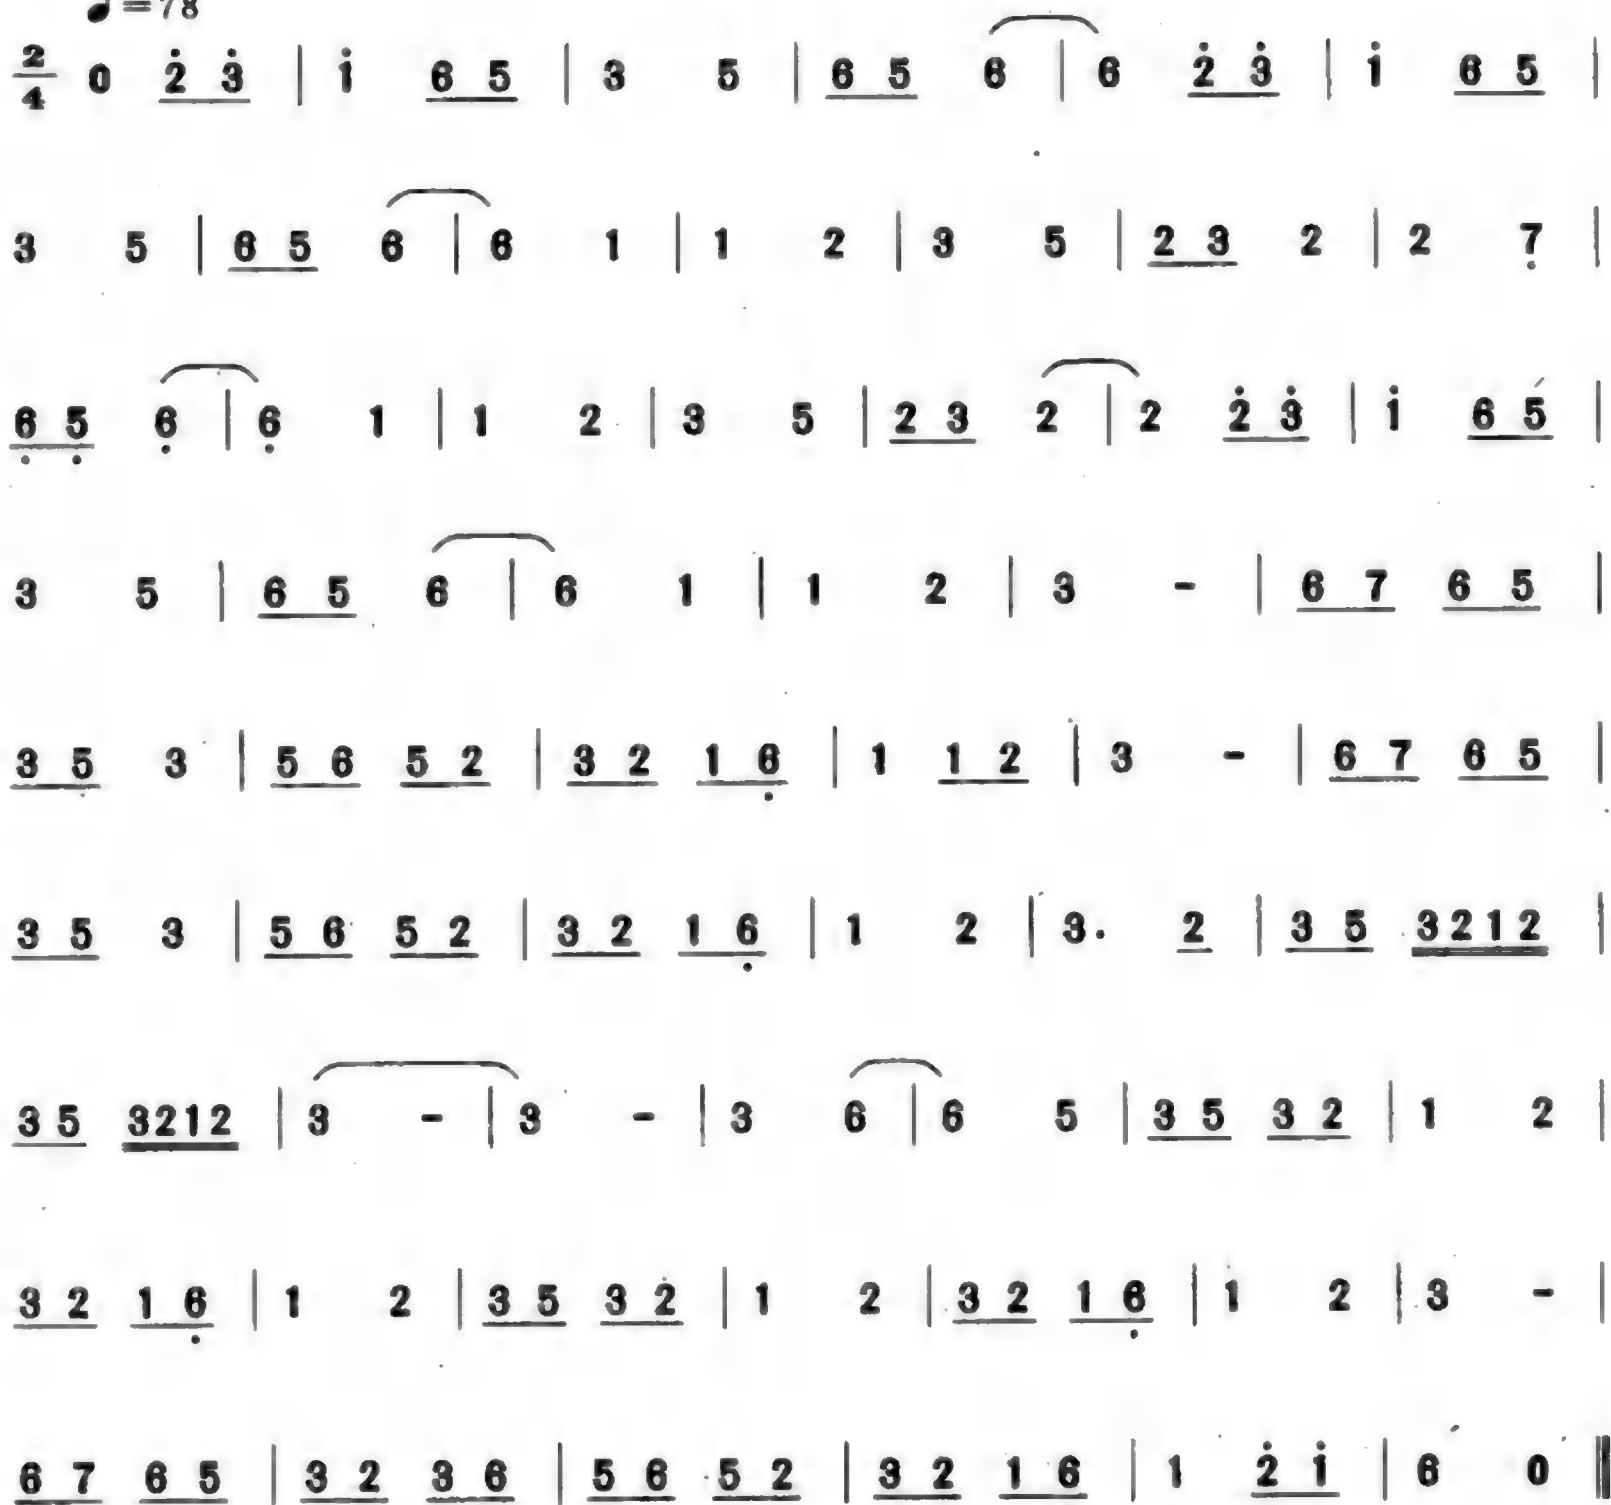 ♩=78
2/4 0 2̇ 3̇ | 1̇ 6 5 | 3 5 | 6 5 6 | 6 2̇ 3̇ | 1̇ 6 5 |
3 5 | 6 5 6 | 6 1 | 1 2 | 3 5 | 2 3 2 | 2 7̣ |
6̣ 5̣ 6̣ | 6̣ 1 | 1 2 | 3 5 | 2 3 2 | 2 2̇ 3̇ | 1̇ 6 5 |
3 5 | 6 5 6 | 6 1 | 1 2 | 3 - | 6 7 6 5 |
3 5 3 | 5 6 5 2 | 3 2 1 6̣ | 1 1 2 | 3 - | 6 7 6 5 |
3 5 3 | 5 6 5 2 | 3 2 1 6̣ | 1 2 | 3. 2 | 3 5 3212 |
3 5 3212 | 3 - | 3 - | 3 6 | 6 5 | 3 5 3 2 | 1 2 |
3 2 1 6̣ | 1 2 | 3 5 3 2 | 1 2 | 3 2 1 6̣ | 1 2 | 3 - |
6 7 6 5 | 3 2 3 6 | 5 6 5 2 | 3 2 1 6 | 1 2̇ 1̇ | 6 0 ‖